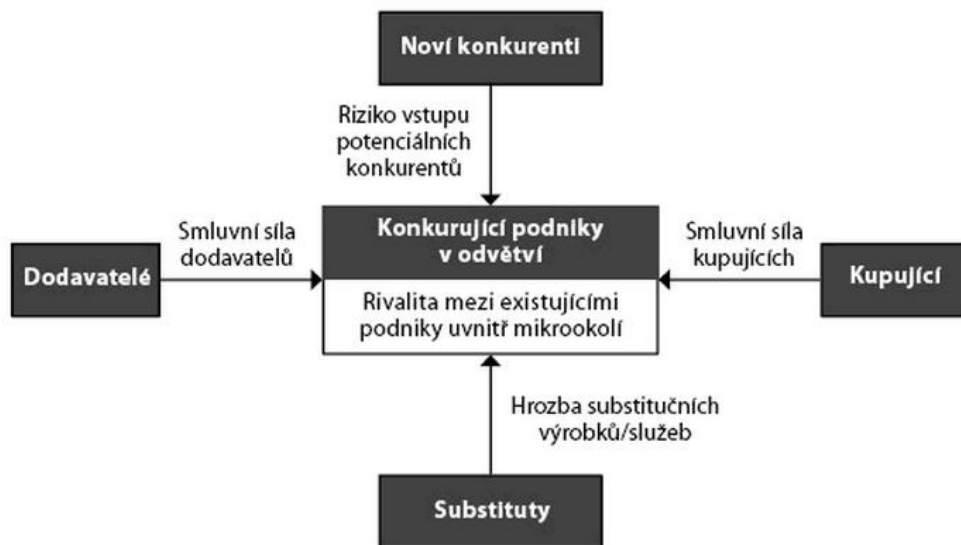 Noví konkurenti
Riziko vstupu
potenciálních
konkurentů
Smluvní síla
dodavatelů
Dodavatelé
Konkurující podniky
v odvětví
Rivalita mezi existujícími
podniky uvnitř mikrookolí
Smluvní síla
kupujících
Kupující
Hrozba substitučních
výrobků/služeb
Substituty